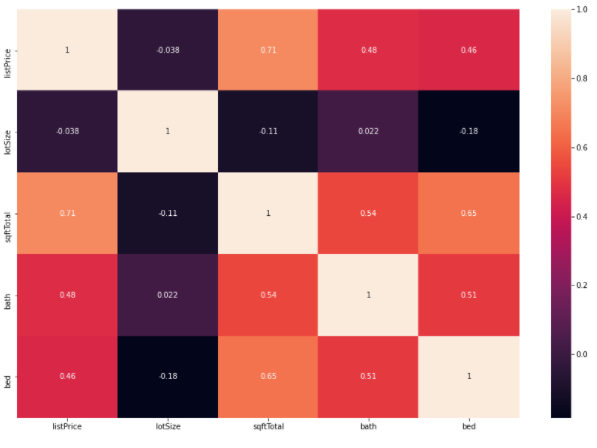 listPrice 1 -0.038 0.71 0.48 0.46
lotSize -0.038 1 -0.11 0.022 -0.18
sqftTotal 0.71 -0.11 1 0.54 0.65
bath 0.48 0.022 0.54 1 0.51
bed 0.46 -0.18 0.65 0.51 1
listPrice lotSize sqftTotal bath bed
1.0
0.8
0.6
0.4
0.2
0.0